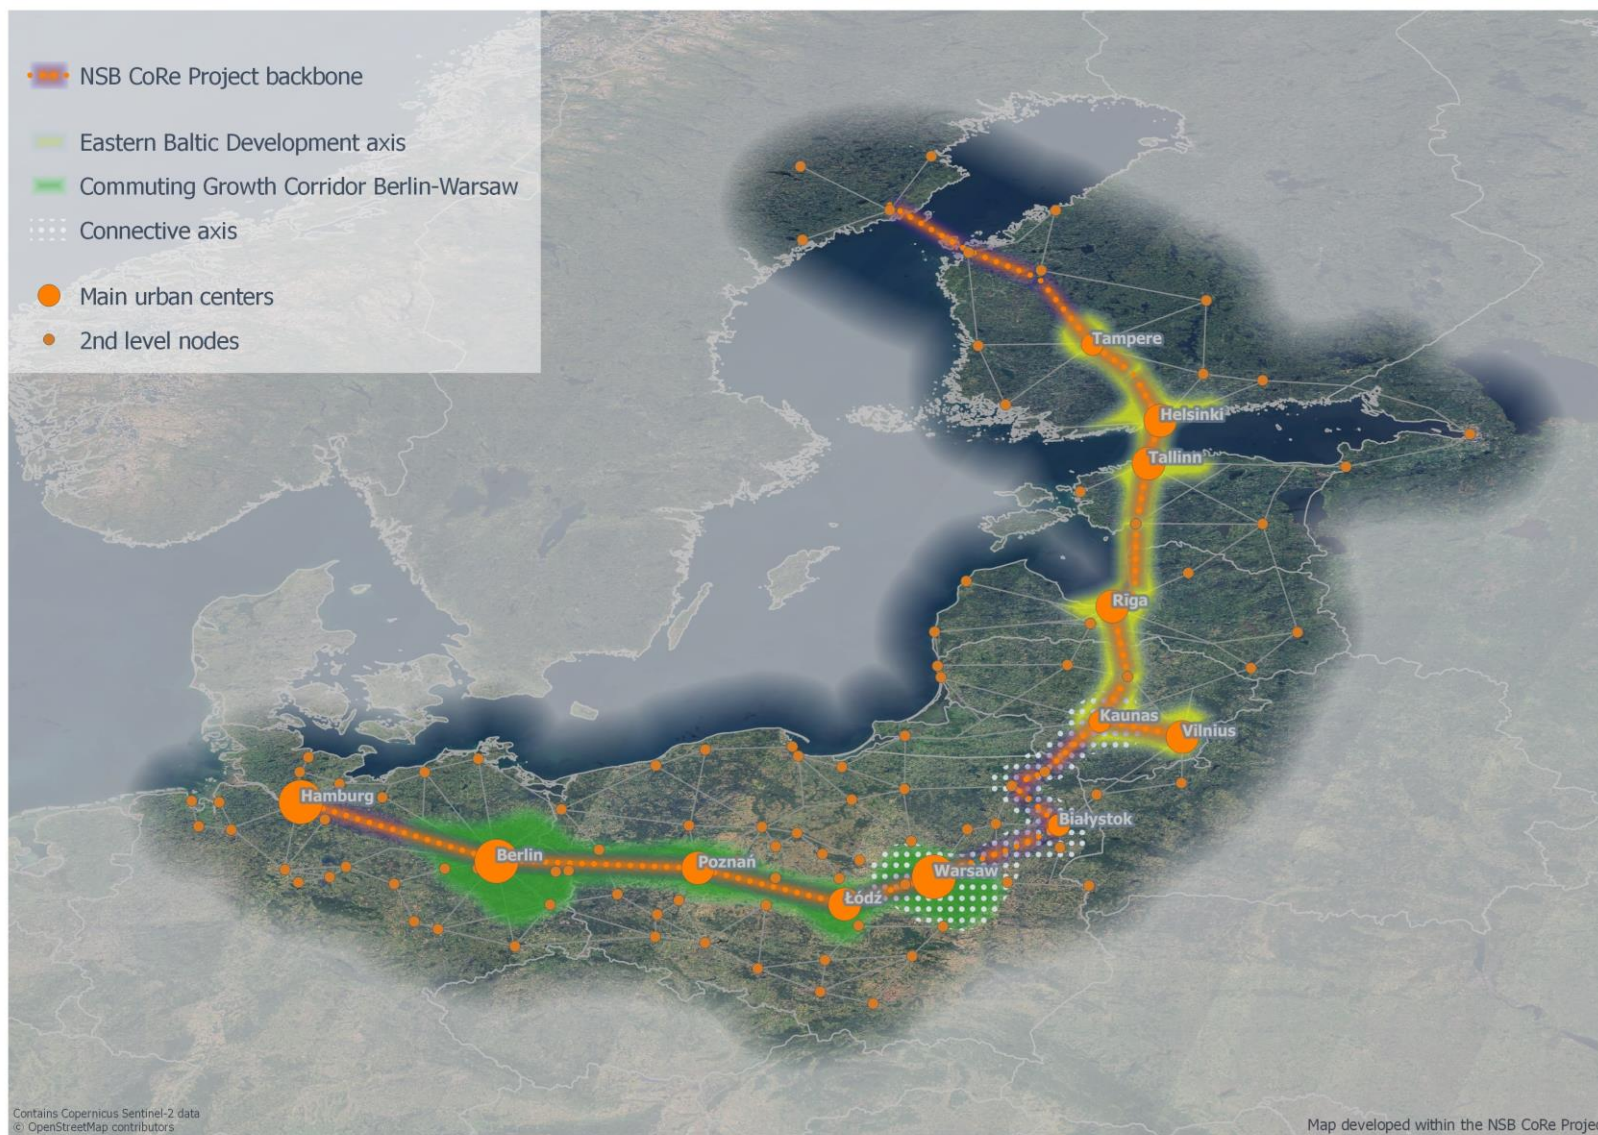 NSB CoRe Project backbone
Eastern Baltic Development axis
Commuting Growth Corridor Berlin-Warsaw
Connective axis
Main urban centers
2nd level nodes
Tampere
Helsinki
Tallinn
Riga
Kaunas
Vilnius
Hamburg
Białystok
Berlin
Poznań
Warsaw
Łódź
Contains Copernicus Sentinel-2 data
© OpenStreetMap contributors
Map developed within the NSB CoRe Projec